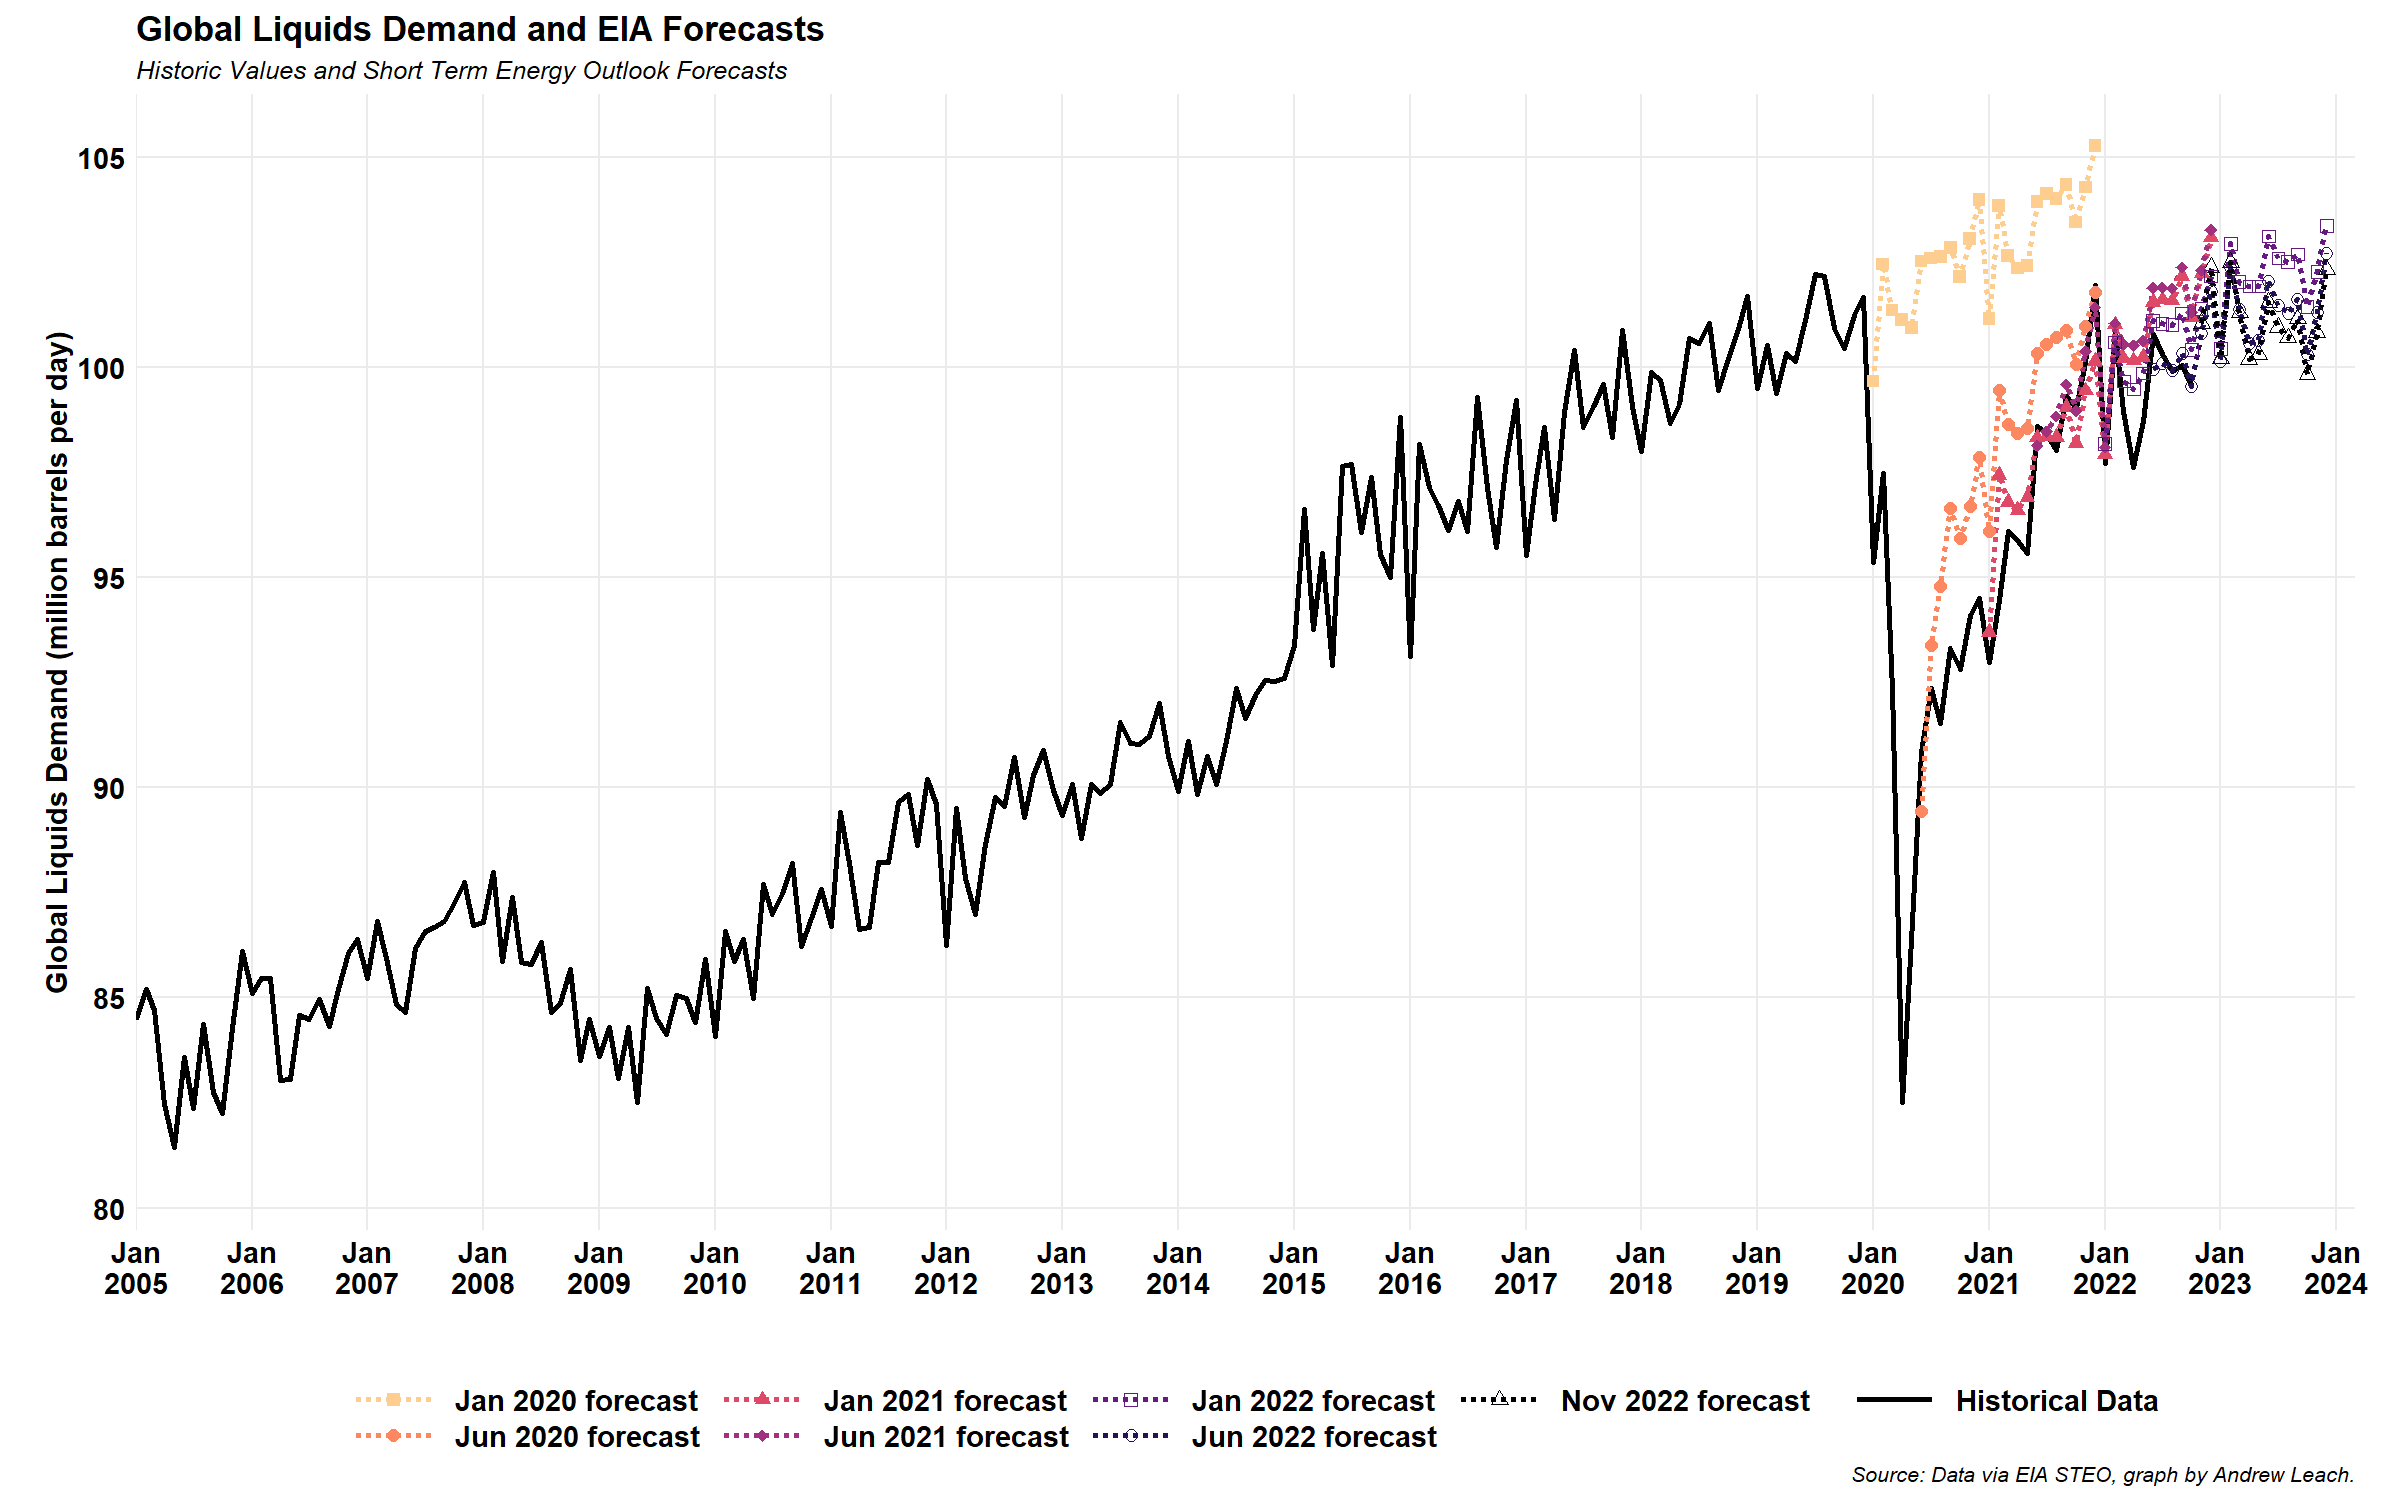 Global Liquids Demand and EIA Forecasts
Historic Values and Short Term Energy Outlook Forecasts
Global Liquids Demand (million barrels per day)
105
100
95
90
85
80
Jan 2005
Jan 2006
Jan 2007
Jan 2008
Jan 2009
Jan 2010
Jan 2011
Jan 2012
Jan 2013
Jan 2014
Jan 2015
Jan 2016
Jan 2017
Jan 2018
Jan 2019
Jan 2020
Jan 2021
Jan 2022
Jan 2023
Jan 2024
Jan 2020 forecast
Jun 2020 forecast
Jan 2021 forecast
Jun 2021 forecast
Jan 2022 forecast
Jun 2022 forecast
Nov 2022 forecast
Historical Data
Source: Data via EIA STEO, graph by Andrew Leach.